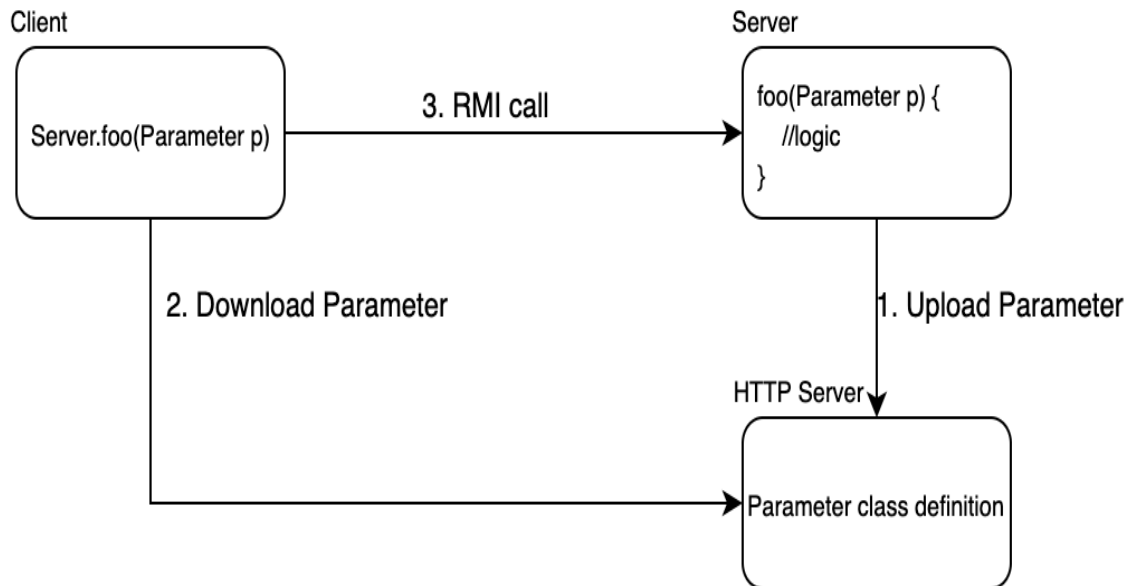 Client
Server
Server.foo(Parameter p)
3. RMI call
foo(Parameter p) {
//logic
}
2. Download Parameter
1. Upload Parameter
HTTP Server
Parameter class definition